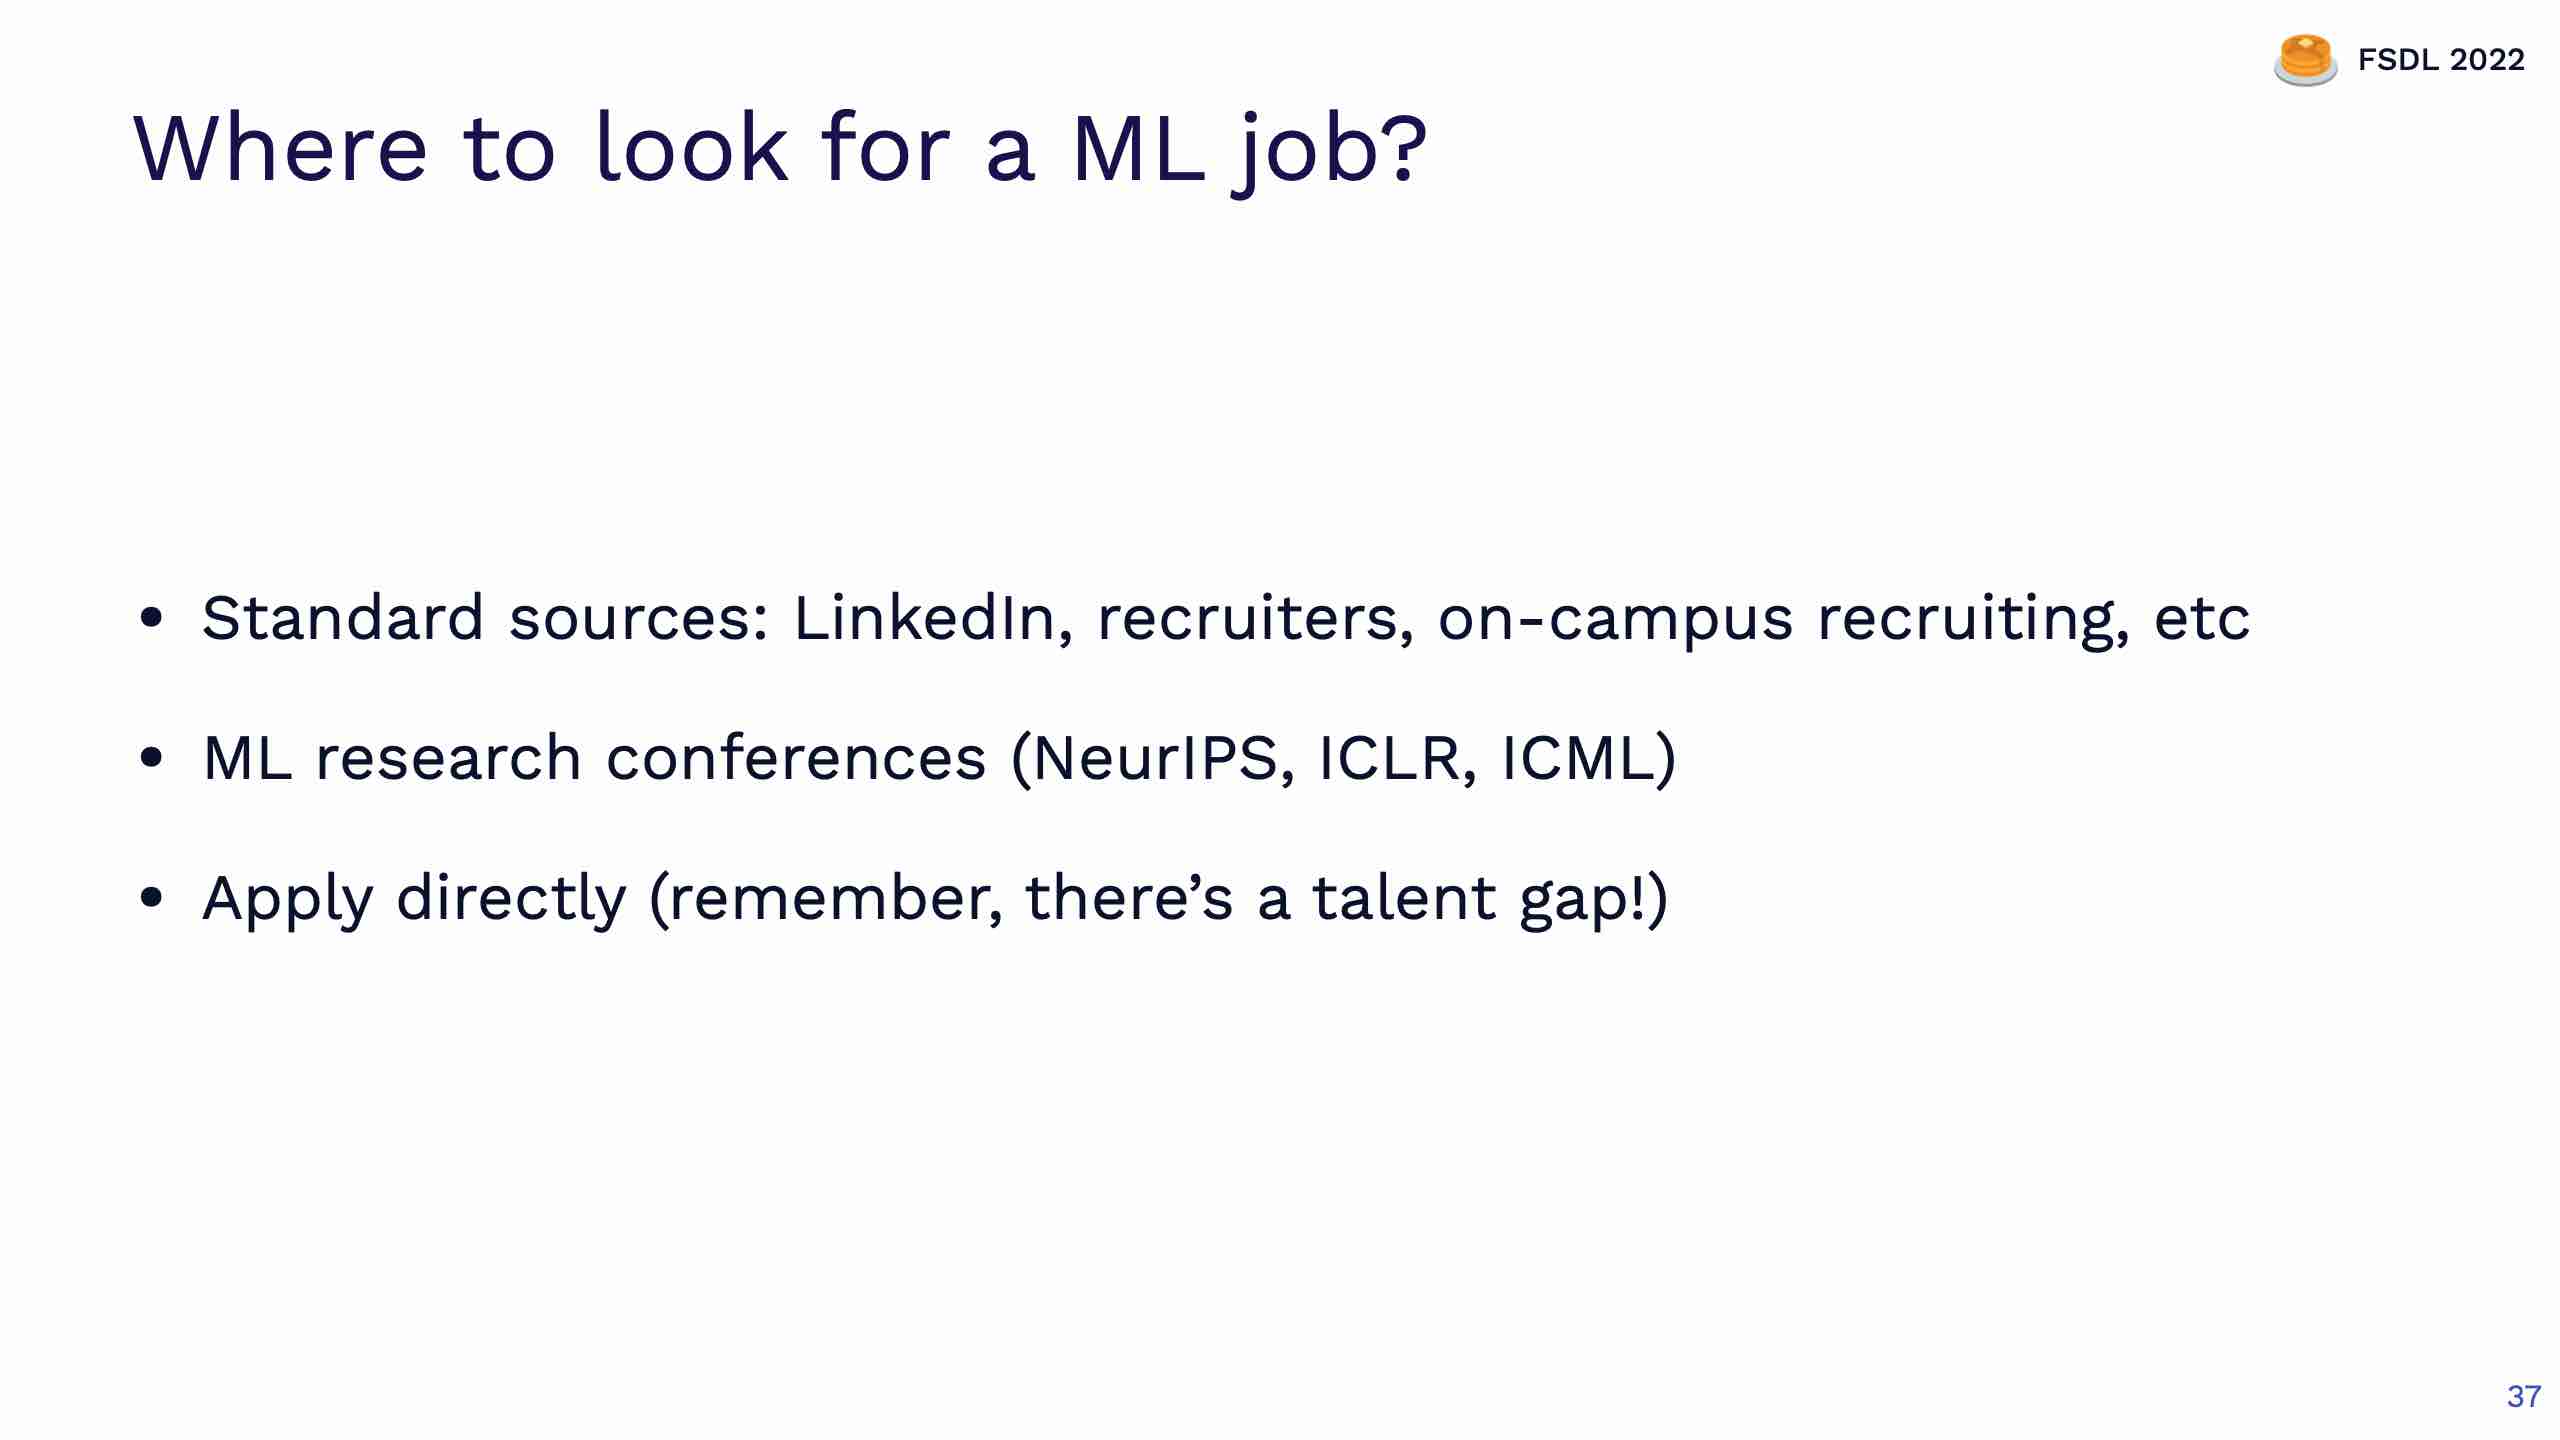 FSDL 2022
Where to look for a ML job?
• Standard sources: LinkedIn, recruiters, on-campus recruiting, etc
• ML research conferences (NeurIPS, ICLR, ICML)
• Apply directly (remember, there’s a talent gap!)
37